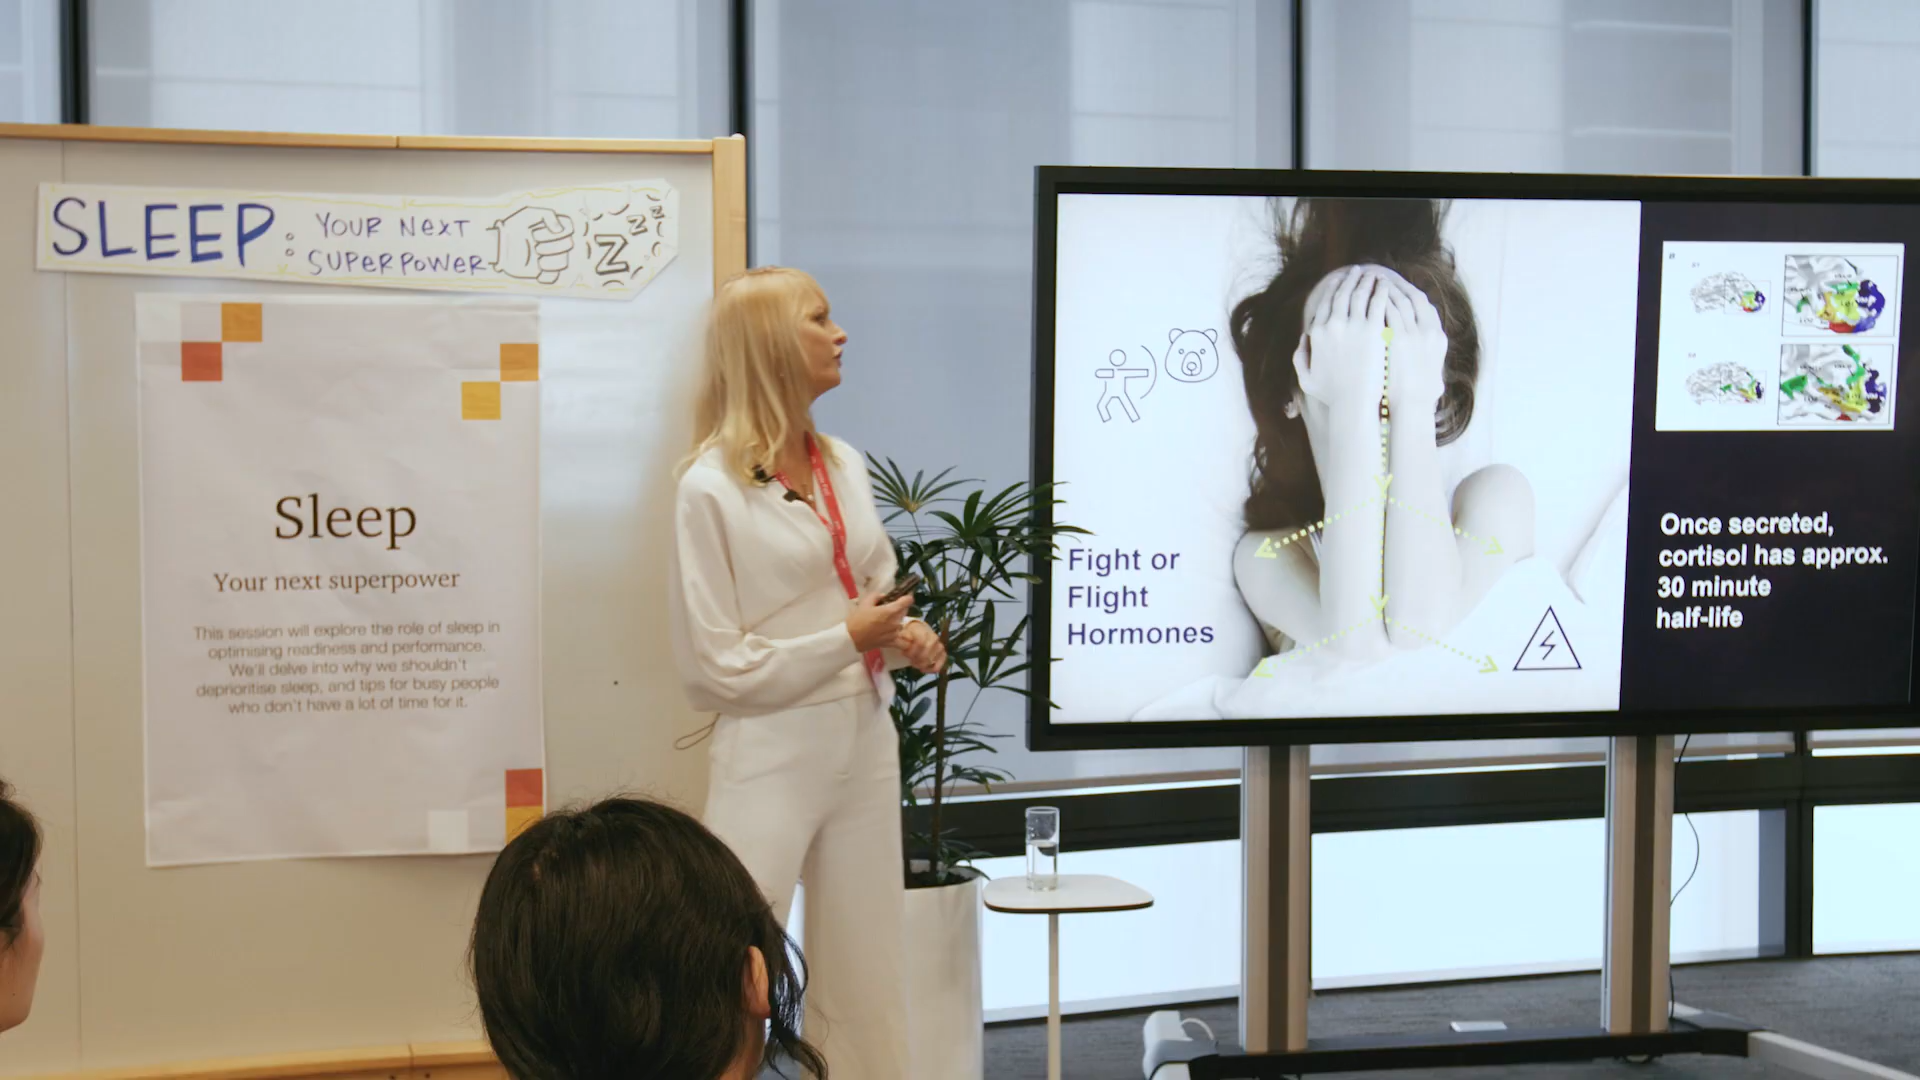 SLEEP: YOUR NEXT
SUPERPOWER
Z Z Z
Sleep
Your next superpower
This session will explore the role of sleep in
optimising readiness and performance.
We'll delve into why we shouldn't
deprioritise sleep, and tips for busy people
who don't have a lot of time for it.
Fight or
Flight
Hormones
Once secreted,
cortisol has approx.
30 minute
half-life